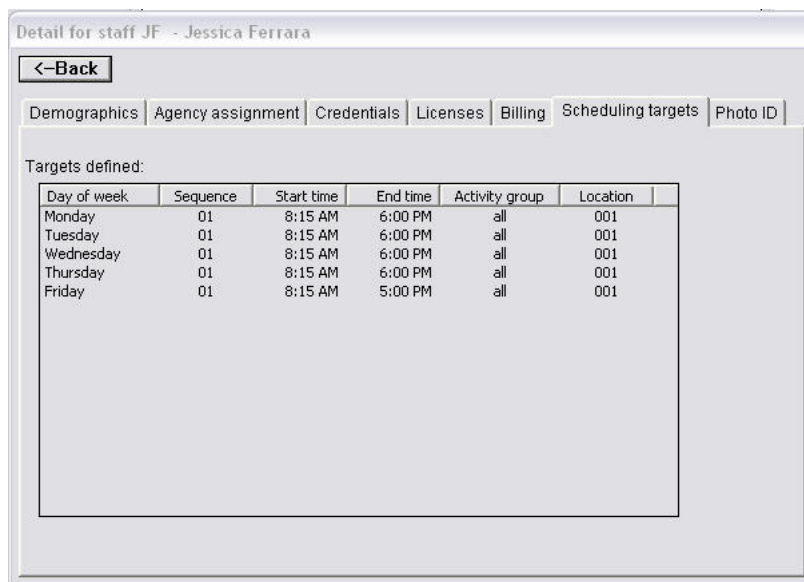 Detail for staff JF - Jessica Ferrara
<-Back
Demographics Agency assignment Credentials Licenses Billing Scheduling targets Photo ID
Targets defined:
Day of week Sequence Start time End time Activity group Location
Monday 01 8:15 AM 6:00 PM all 001
Tuesday 01 8:15 AM 6:00 PM all 001
Wednesday 01 8:15 AM 6:00 PM all 001
Thursday 01 8:15 AM 6:00 PM all 001
Friday 01 8:15 AM 5:00 PM all 001